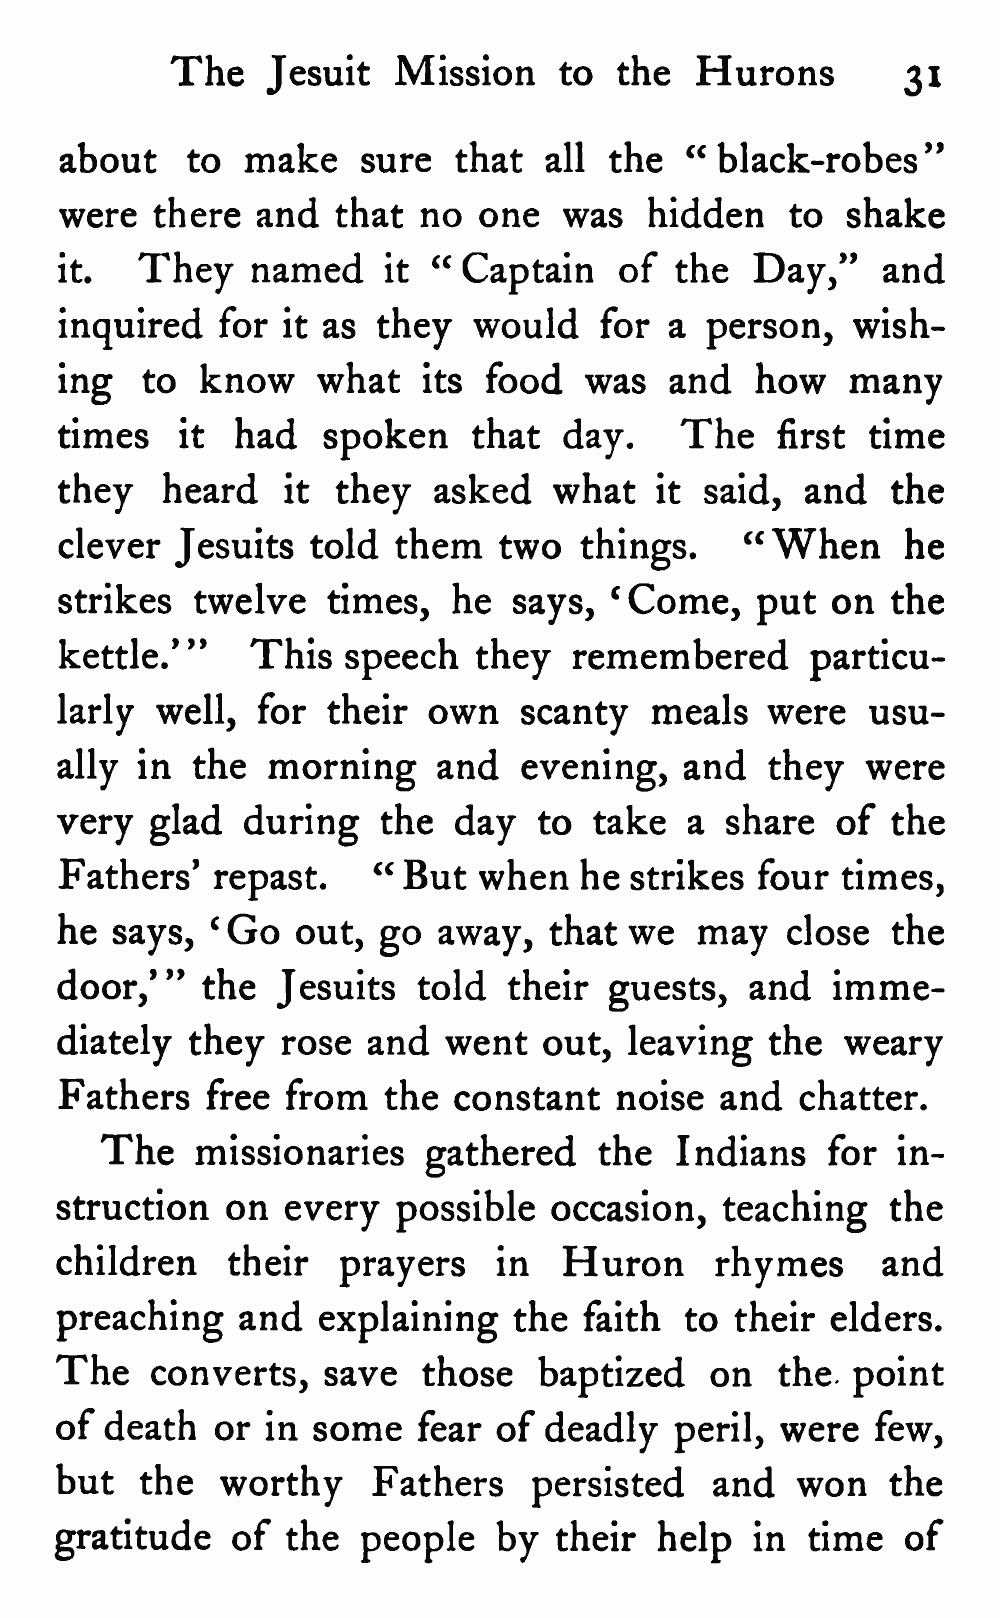 The Jesuit Mission to the Hurons 31
about to make sure that all the “black-robes”
were there and that no one was hidden to shake
it. They named it “Captain of the Day,” and
inquired for it as they would for a person, wish-
ing to know what its food was and how many
times it had spoken that day. The first time
they heard it they asked what it said, and the
clever Jesuits told them two things. “When he
strikes twelve times, he says, ‘Come, put on the
kettle.’” This speech they remembered particu-
larly well, for their own scanty meals were usu-
ally in the morning and evening, and they were
very glad during the day to take a share of the
Fathers’ repast. “But when he strikes four times,
he says, ‘Go out, go away, that we may close the
door,’” the Jesuits told their guests, and imme-
diately they rose and went out, leaving the weary
Fathers free from the constant noise and chatter.
The missionaries gathered the Indians for in-
struction on every possible occasion, teaching the
children their prayers in Huron rhymes and
preaching and explaining the faith to their elders.
The converts, save those baptized on the point
of death or in some fear of deadly peril, were few,
but the worthy Fathers persisted and won the
gratitude of the people by their help in time of